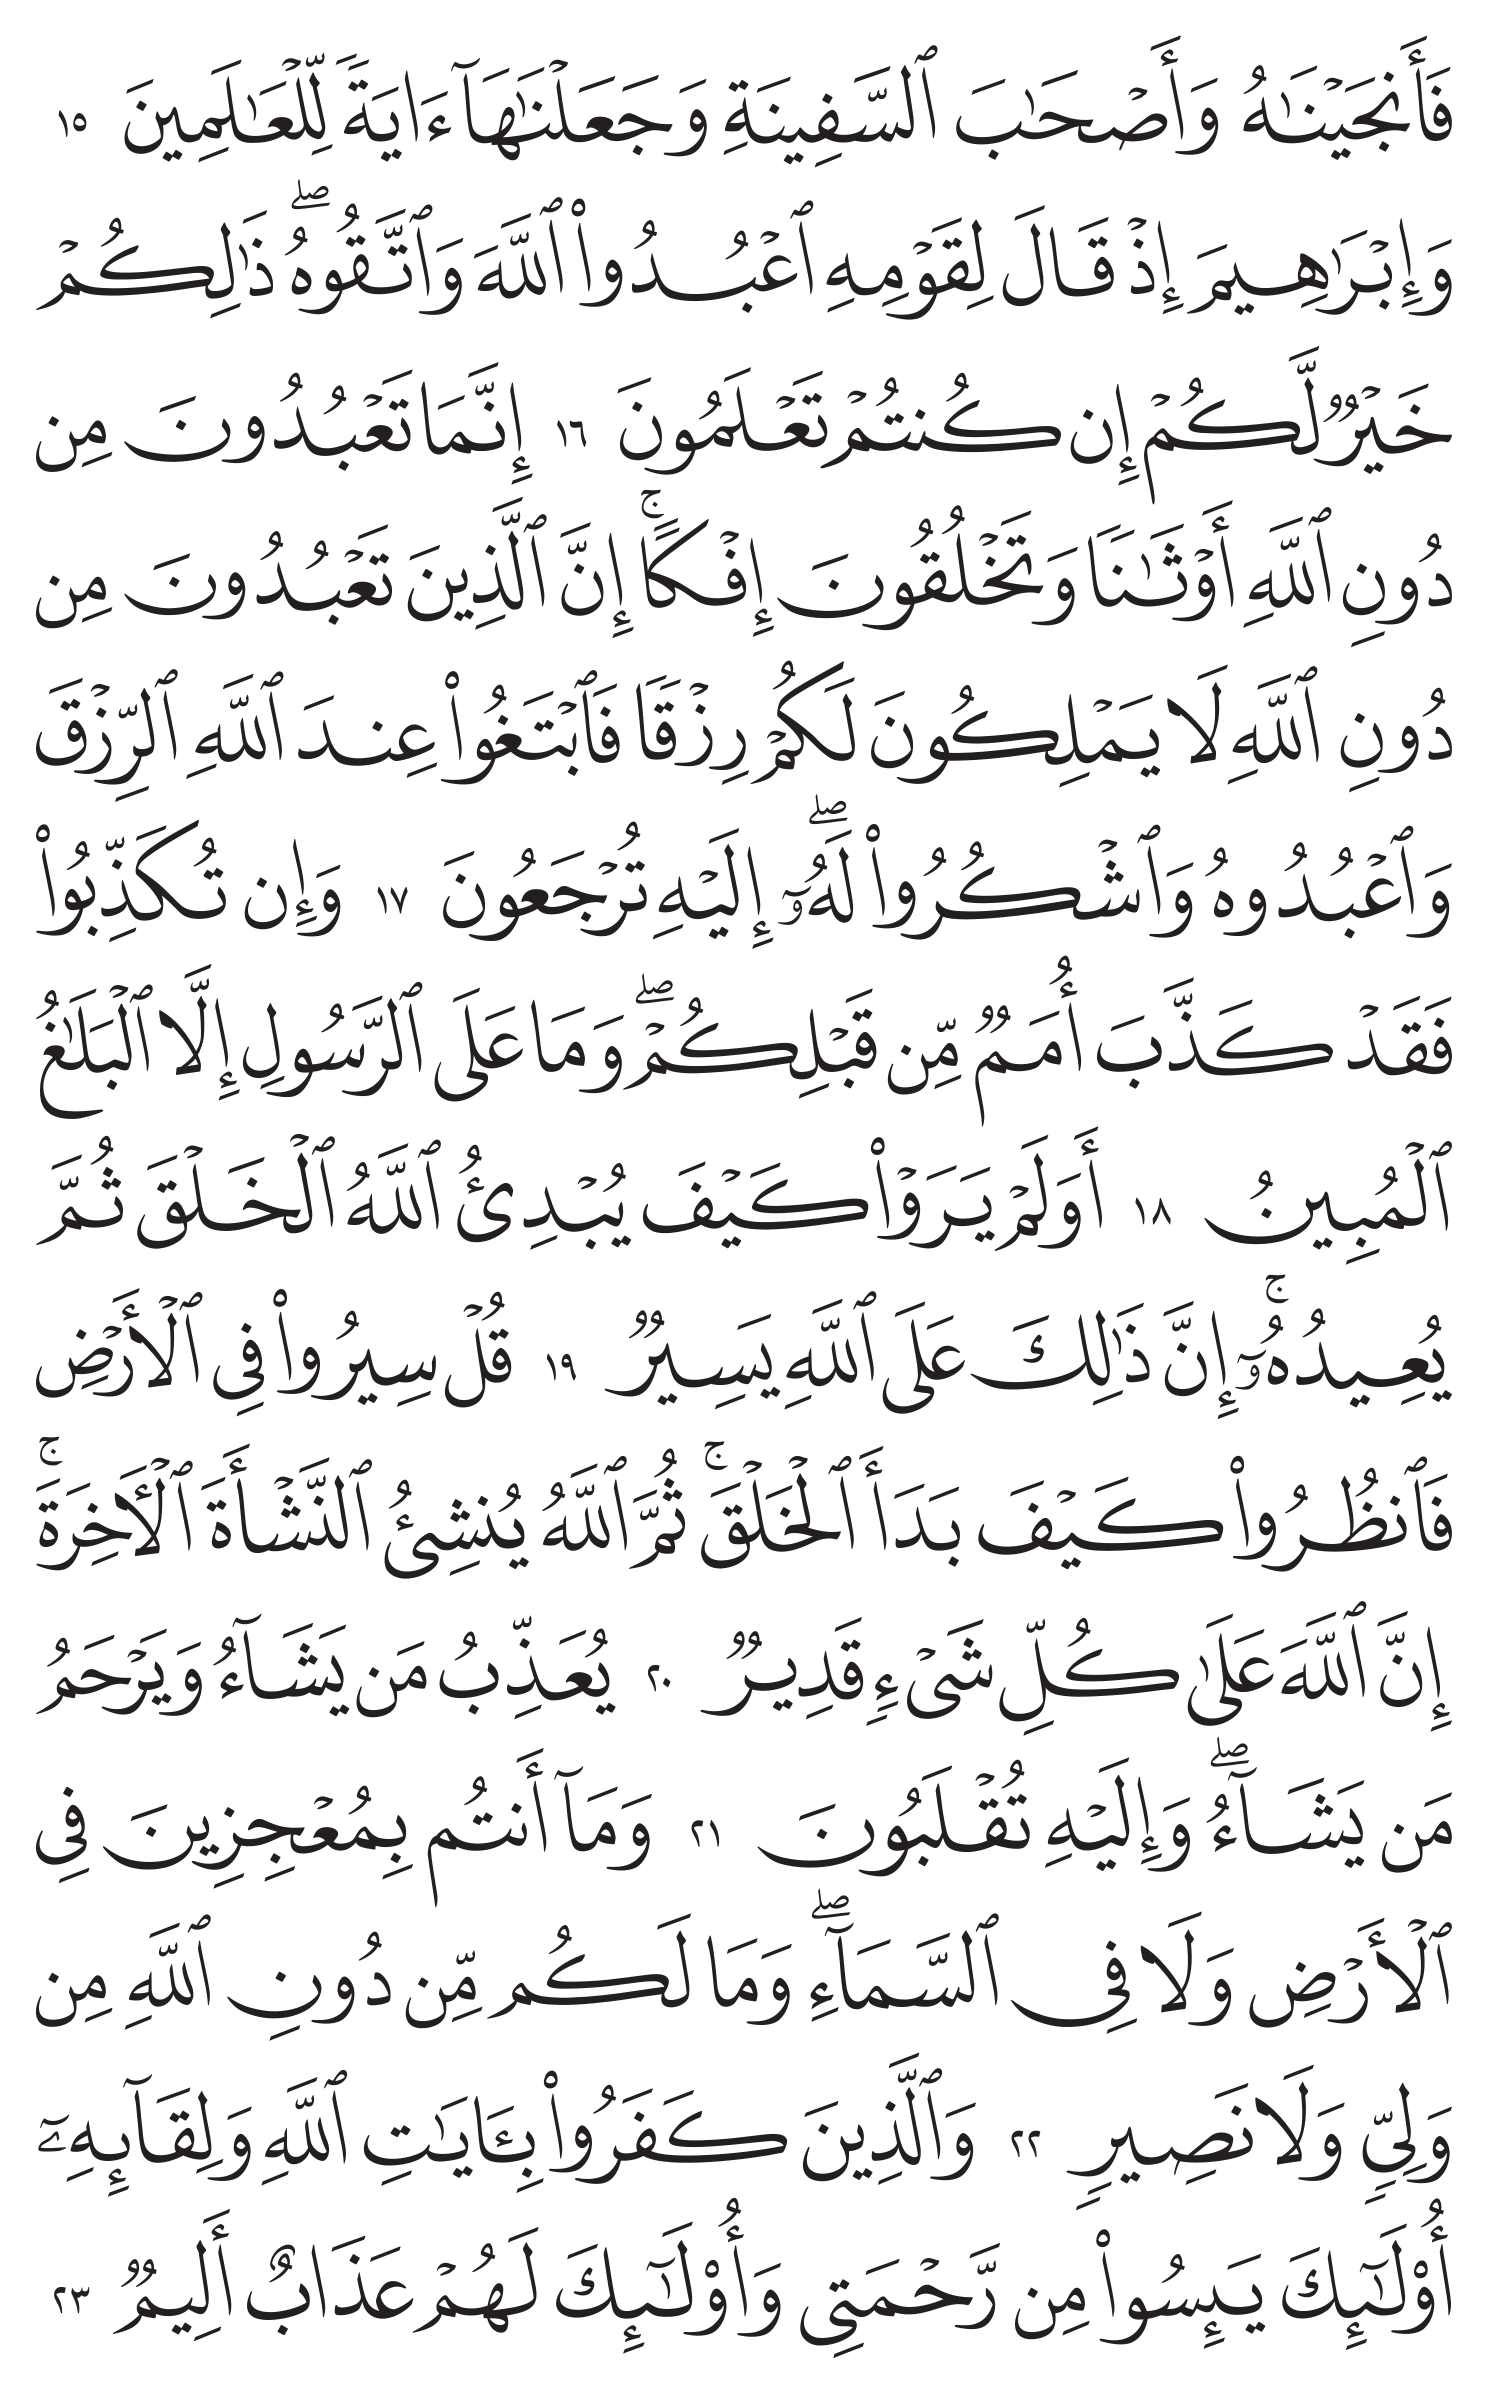 فَأَنجَيْنَٰهُ وَأَصْحَٰبَ ٱلسَّفِينَةِ وَجَعَلْنَٰهَآ ءَايَةً لِّلْعَٰلَمِينَ ١٥
وَإِبْرَٰهِيمَ إِذْ قَالَ لِقَوْمِهِ ٱعْبُدُوا۟ ٱللَّهَ وَٱتَّقُوهُ ۖ ذَٰلِكُمْ
خَيْرٌ لَّكُمْ إِن كُنتُمْ تَعْلَمُونَ ١٦ إِنَّمَا تَعْبُدُونَ مِن
دُونِ ٱللَّهِ أَوْثَٰنًا وَتَخْلُقُونَ إِفْكًا ۚ إِنَّ ٱلَّذِينَ تَعْبُدُونَ مِن
دُونِ ٱللَّهِ لَا يَمْلِكُونَ لَكُمْ رِزْقًا فَٱبْتَغُوا۟ عِندَ ٱللَّهِ ٱلرِّزْقَ
وَٱعْبُدُوهُ وَٱشْكُرُوا۟ لَهُۥٓ ۖ إِلَيْهِ تُرْجَعُونَ ١٧ وَإِن تُكَذِّبُوا۟
فَقَدْ كَذَّبَ أُمَمٌ مِّن قَبْلِكُمْ ۖ وَمَا عَلَى ٱلرَّسُولِ إِلَّا ٱلْبَلَٰغُ
ٱلْمُبِينُ ١٨ أَوَلَمْ يَرَوْا۟ كَيْفَ يُبْدِئُ ٱللَّهُ ٱلْخَلْقَ ثُمَّ
يُعِيدُهُۥٓ ۚ إِنَّ ذَٰلِكَ عَلَى ٱللَّهِ يَسِيرٌ ١٩ قُلْ سِيرُوا۟ فِى ٱلْأَرْضِ
فَٱنظُرُوا۟ كَيْفَ بَدَأَ ٱلْخَلْقَ ۚ ثُمَّ ٱللَّهُ يُنشِئُ ٱلنَّشْأَةَ ٱلْءَاخِرَةَ ۚ
إِنَّ ٱللَّهَ عَلَىٰ كُلِّ شَىْءٍ قَدِيرٌ ٢٠ يُعَذِّبُ مَن يَشَآءُ وَيَرْحَمُ
مَن يَشَآءُ ۖ وَإِلَيْهِ تُقْلَبُونَ ٢١ وَمَآ أَنتُم بِمُعْجِزِينَ فِى
ٱلْأَرْضِ وَلَا فِى ٱلسَّمَآءِ ۖ وَمَا لَكُم مِّن دُونِ ٱللَّهِ مِن
وَلِىٍّ وَلَا نَصِيرٍ ٢٢ وَٱلَّذِينَ كَفَرُوا۟ بِـَٔايَٰتِ ٱللَّهِ وَلِقَآئِهِۦٓ
أُو۟لَٰٓئِكَ يَئِسُوا۟ مِن رَّحْمَتِى وَأُو۟لَٰٓئِكَ لَهُمْ عَذَابٌ أَلِيمٌ ٢٣